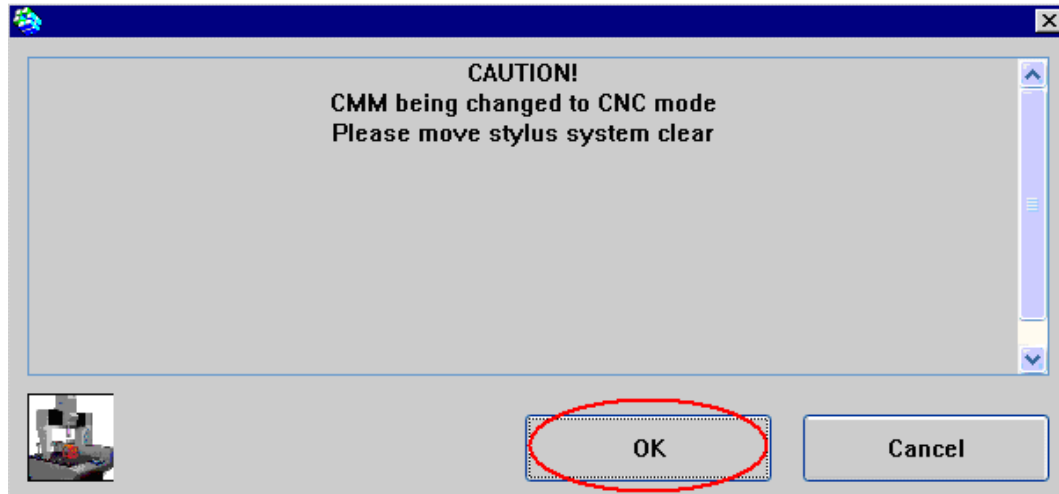 CAUTION!
CMM being changed to CNC mode
Please move stylus system clear
OK
Cancel